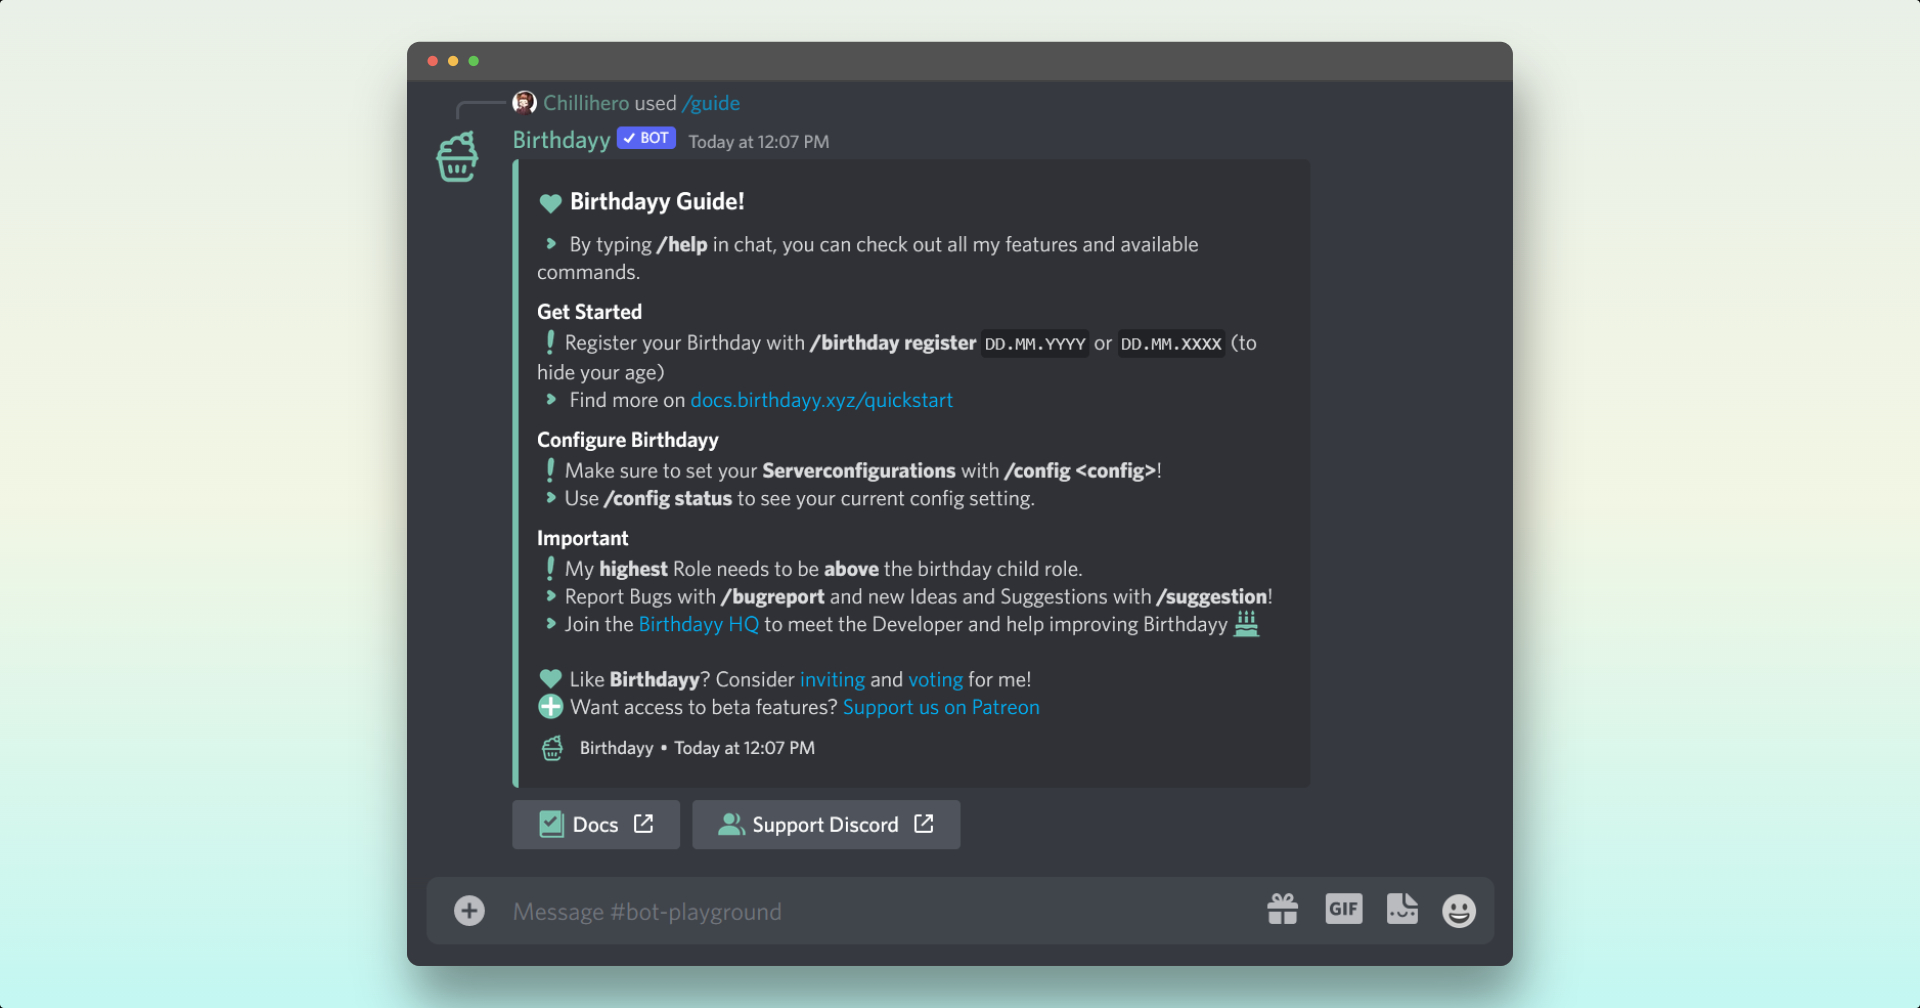 Chillihero used /guide
Birthdayy BOT Today at 12:07 PM
Birthdayy Guide!
By typing /help in chat, you can check out all my features and available
commands.
Get Started
Register your Birthday with /birthday register DD.MM.YYYY or DD.MM.XXXX (to
hide your age)
Find more on docs.birthdayy.xyz/quickstart
Configure Birthdayy
Make sure to set your Serverconfigurations with /config <config>!
Use /config status to see your current config setting.
Important
My highest Role needs to be above the birthday child role.
Report Bugs with /bugreport and new Ideas and Suggestions with /suggestion!
Join the Birthdayy HQ to meet the Developer and help improving Birthdayy
Like Birthdayy? Consider inviting and voting for me!
Want access to beta features? Support us on Patreon
Birthdayy • Today at 12:07 PM
Docs Support Discord
Message #bot-playground GIF